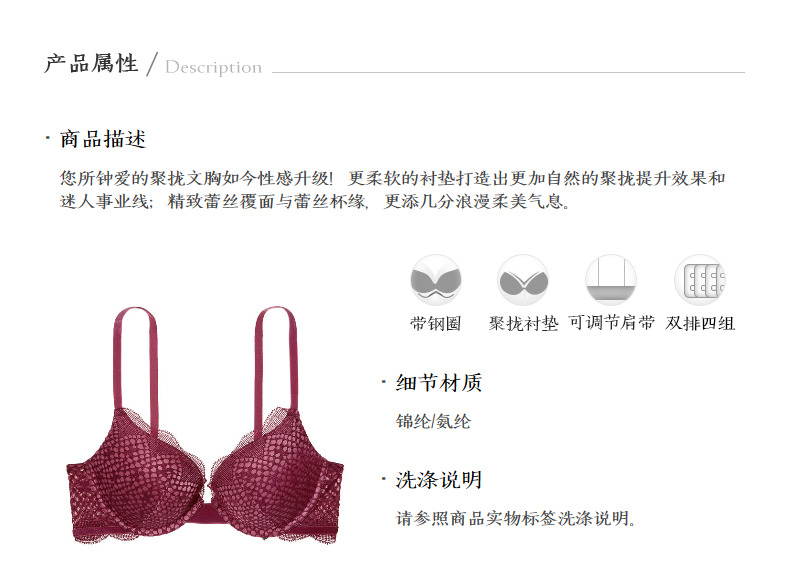 产品属性 / Description
· 商品描述
您所钟爱的聚拢文胸如今性感升级！更柔软的衬垫打造出更加自然的聚拢提升效果和
迷人事业线；精致蕾丝覆面与蕾丝杯缘，更添几分浪漫柔美气息。
带钢圈 聚拢衬垫 可调节肩带 双排四组
· 细节材质
锦纶/氨纶
· 洗涤说明
请参照商品实物标签洗涤说明。